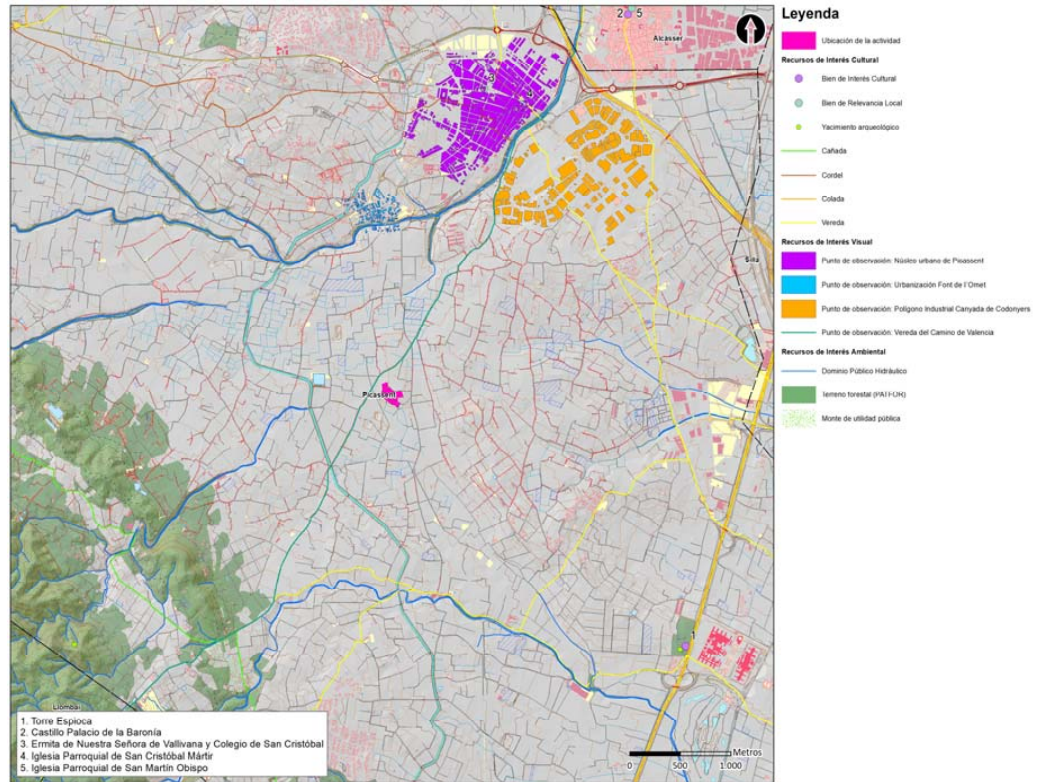 2 5
Alcàsser
3
4
Silla
Picassent
1
Llombai
1. Torre Espioca
2. Castillo Palacio de la Baronía
3. Ermita de Nuestra Señora de Vallivana y Colegio de San Cristóbal
4. Iglesia Parroquial de San Cristóbal Mártir
5. Iglesia Parroquial de San Martín Obispo
Metros
0 500 1.000
Leyenda
Ubicación de la actividad
Recursos de Interés Cultural
Bien de Interés Cultural
Bien de Relevancia Local
Yacimiento arqueológico
Cañada
Cordel
Colada
Vereda
Recursos de Interés Visual
Punto de observación: Núcleo urbano de Picassent
Punto de observación: Urbanización Font de l'Omet
Punto de observación: Polígono Industrial Canyada de Codonyers
Punto de observación: Vereda del Camino de Valencia
Recursos de Interés Ambiental
Dominio Público Hidráulico
Terreno forestal (PATFOR)
Monte de utilidad pública